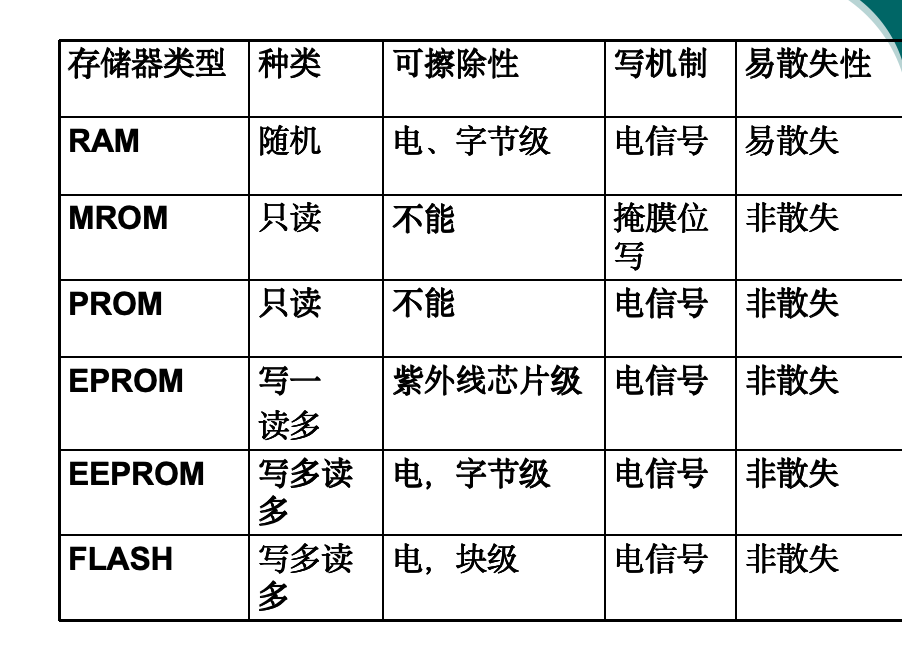 存储器类型 种类 可擦除性 写机制 易散失性
RAM 随机 电、字节级 电信号 易散失
MROM 只读 不能 掩膜位 非散失
写
PROM 只读 不能 电信号 非散失
EPROM 写一 紫外线芯片级 电信号 非散失
读多
EEPROM 写多读 电，字节级 电信号 非散失
多
FLASH 写多读 电，块级 电信号 非散失
多